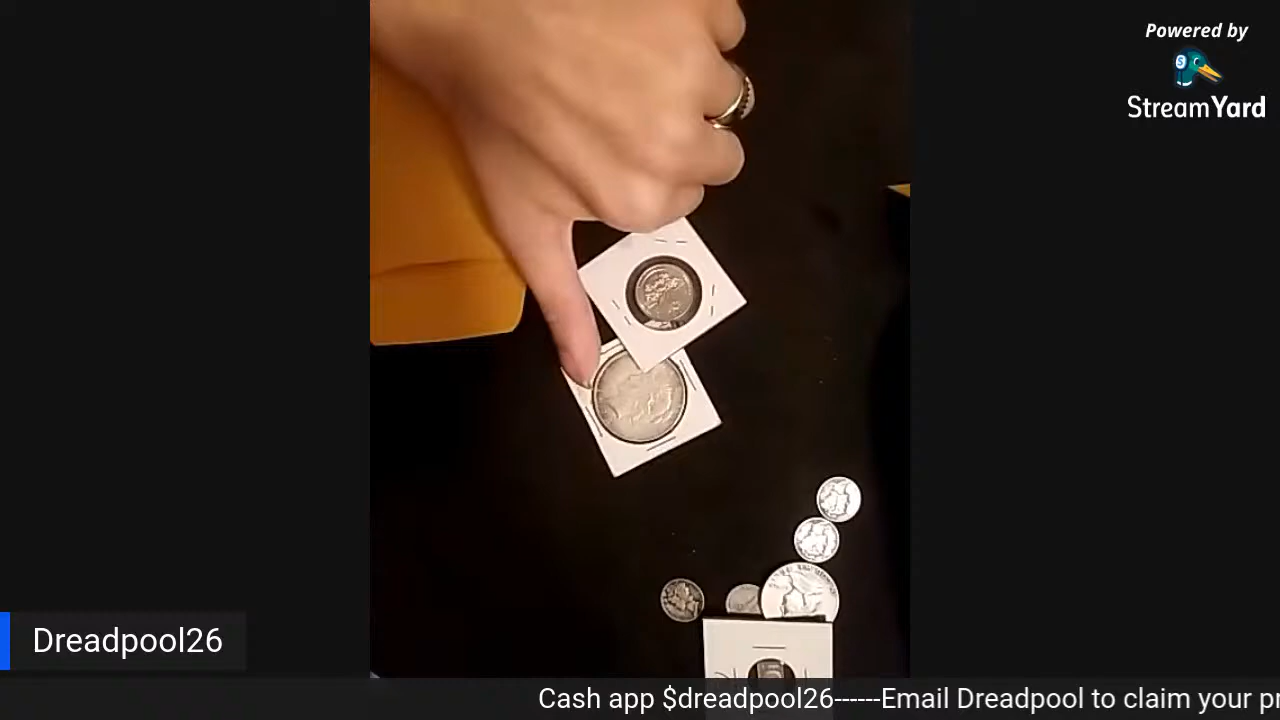 Powered by
StreamYard
Dreadpool26
Cash app $dreadpool26------Email Dreadpool to claim your pr